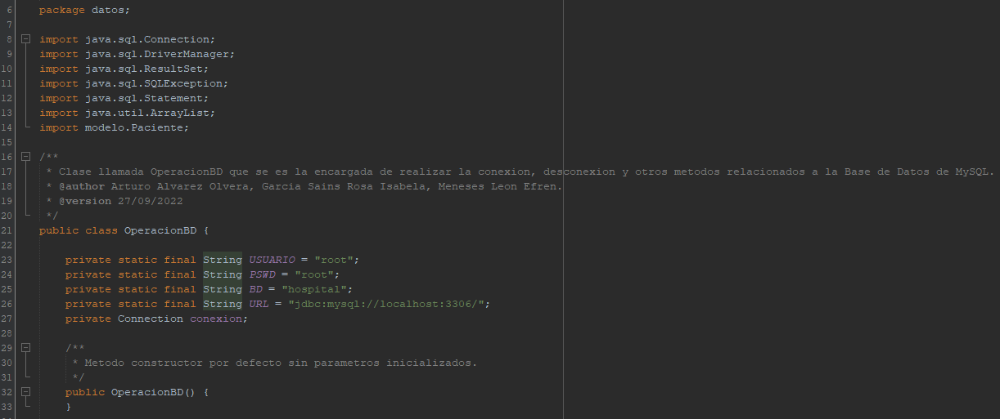 6 package datos;
7
8 import java.sql.Connection;
9 import java.sql.DriverManager;
10 import java.sql.ResultSet;
11 import java.sql.SQLException;
12 import java.sql.Statement;
13 import java.util.ArrayList;
14 import modelo.Paciente;
15
16 /**
17 * Clase llamada OperacionBD que se es la encargada de realizar la conexion, desconexion y otros metodos relacionados a la Base de Datos de MySQL.
18 * @author Arturo Alvarez Olvera, Garcia Sains Rosa Isabela, Meneses Leon Efren.
19 * @version 27/09/2022
20 */
21 public class OperacionBD {
22
23 private static final String USUARIO = "root";
24 private static final String PSWD = "root";
25 private static final String BD = "hospital";
26 private static final String URL = "jdbc:mysql://localhost:3306/";
27 private Connection conexion;
28
29 /**
30 * Metodo constructor por defecto sin parametros inicializados.
31 */
32 public OperacionBD() {
33 }